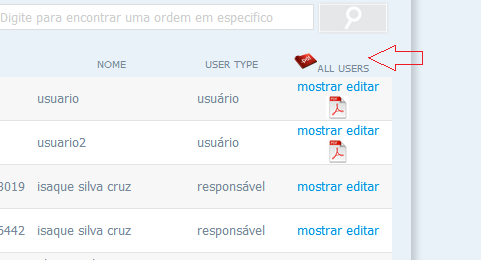 Digite para encontrar uma ordem em especifico
NOME USER TYPE ALL USERS
usuario usuário mostrar editar
usuario2 usuário mostrar editar
3019 isaque silva cruz responsável mostrar editar
5442 isaque silva cruz responsável mostrar editar